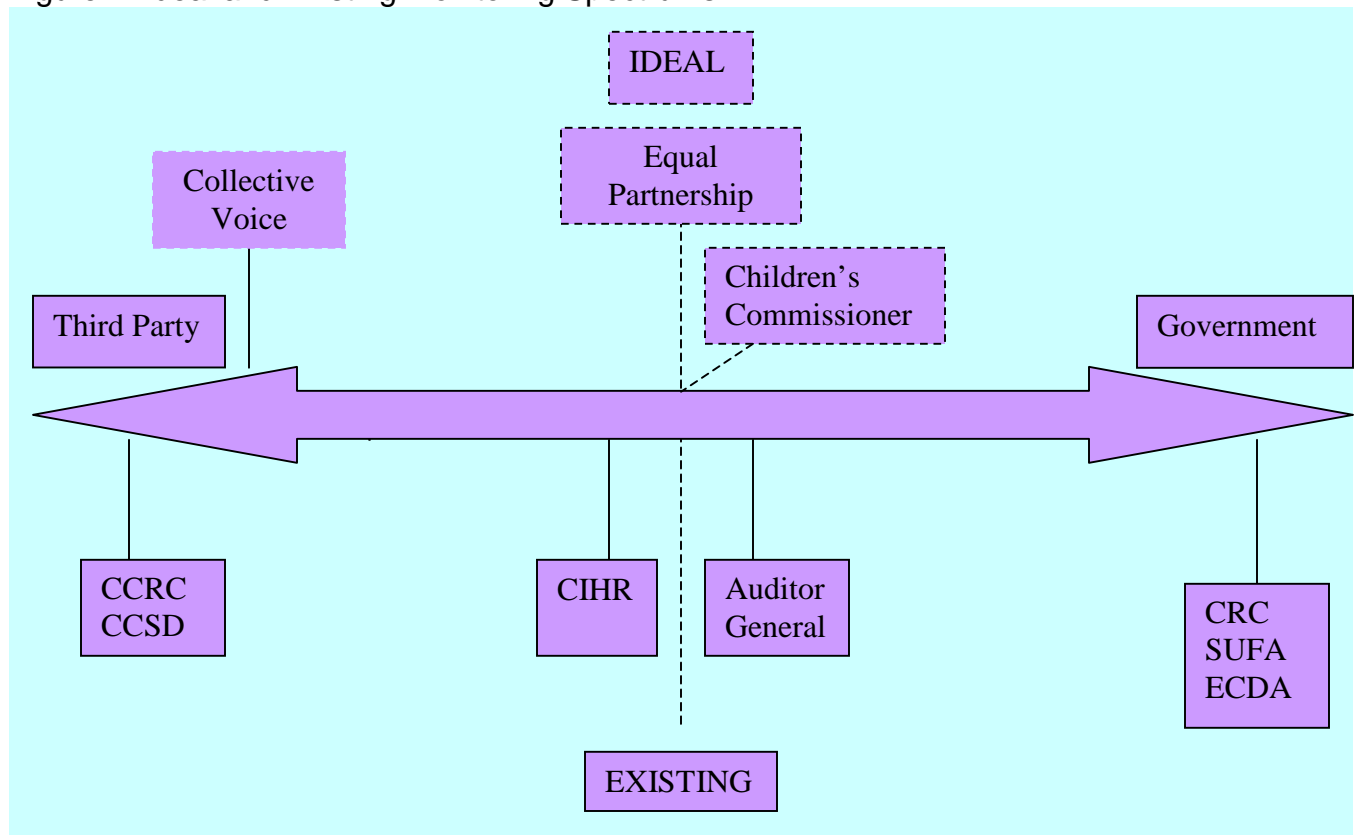 IDEAL
Equal
Partnership
Collective
Voice
Children's
Commissioner
Third Party
Government
CCRC
CCSD
CIHR
Auditor
General
CRC
SUFA
ECDA
EXISTING